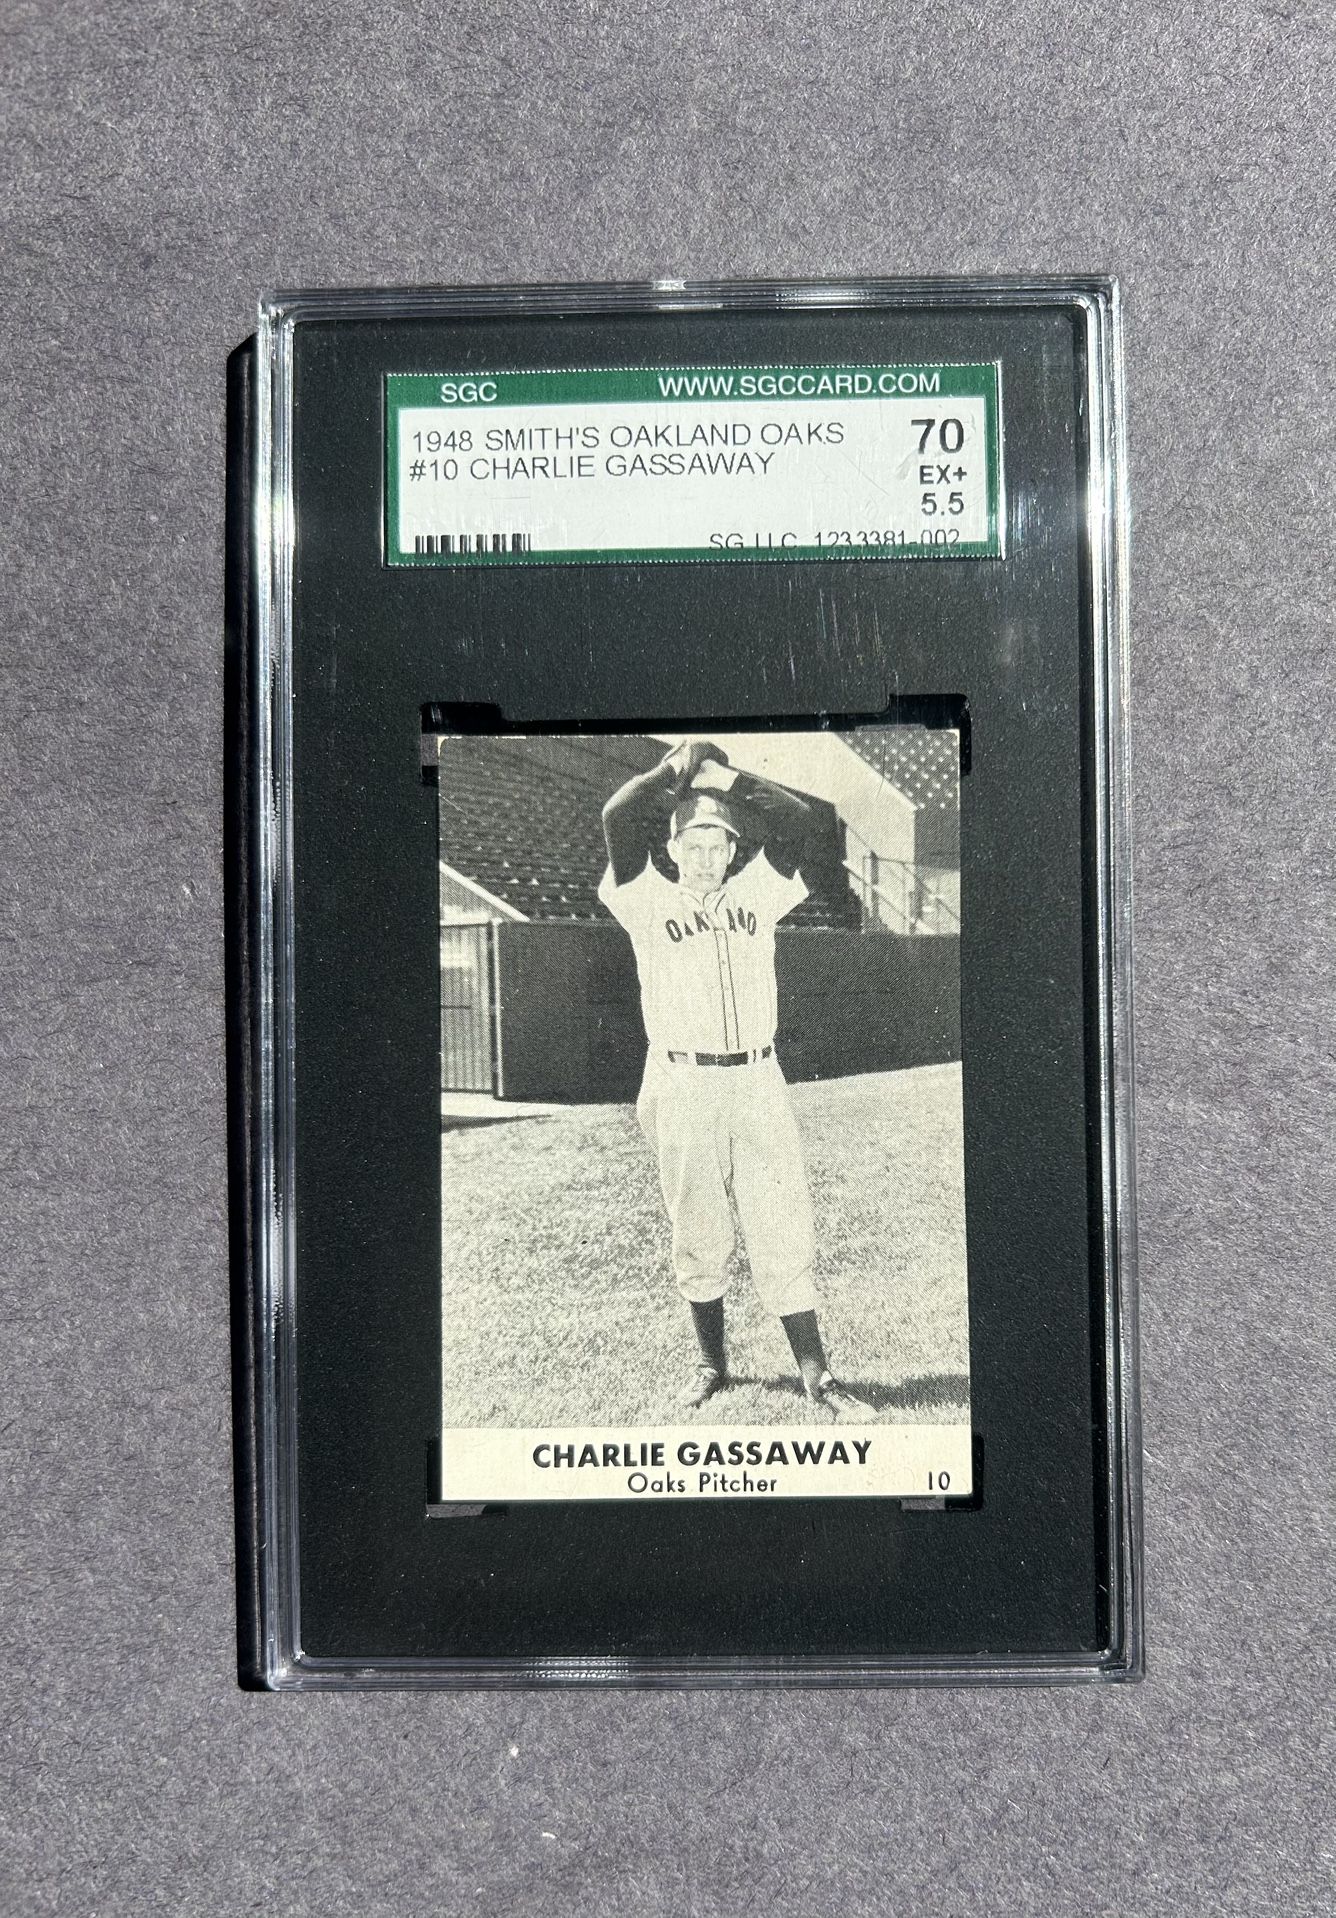 SGC WWW.SGCCARD.COM
1948 SMITH'S OAKLAND OAKS 70
#10 CHARLIE GASSAWAY EX+
5.5
SG LLC 1233381-002
OAKLAND
CHARLIE GASSAWAY
Oaks Pitcher 10